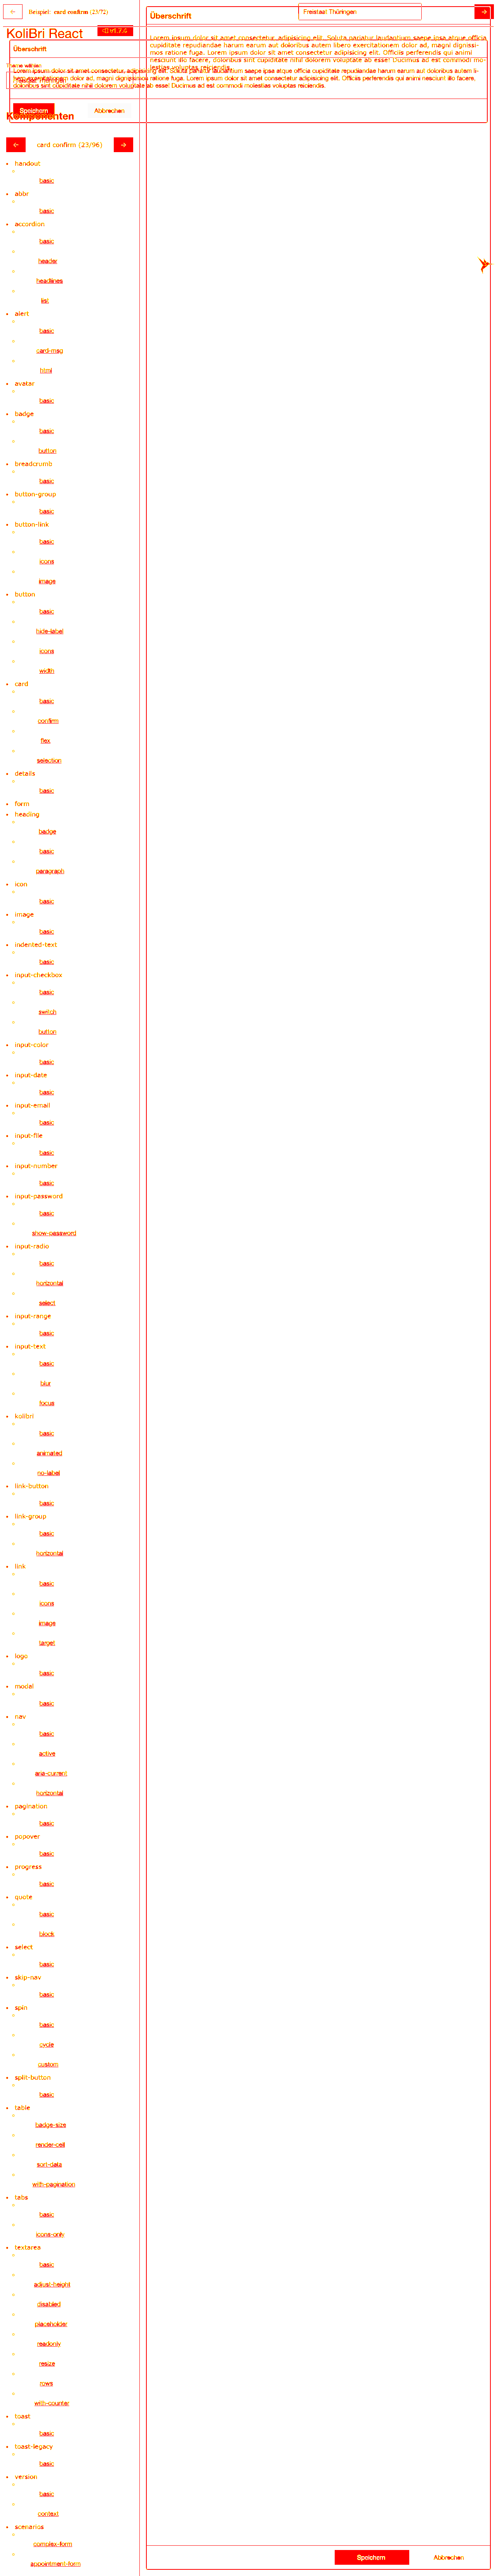 Beispiel: card confirm (23/72)
Freistaat Thüringen
KoliBri React
v1.7.6
Überschrift
Lorem ipsum dolor sit amet consectetur, adipisicing elit. Soluta pariatur laudantium saepe ipsa atque officia
cupiditate repudiandae harum earum aut doloribus autem libero exercitationem dolor ad, magni dignissi-
mos ratione fuga. Lorem ipsum dolor sit amet consectetur adipisicing elit. Officiis perferendis qui animi
nesciunt illo facere, doloribus sint cupiditate nihil dolorem voluptate ab esse! Ducimus ad est commodi mo-
lestias voluptas reiciendis.
Überschrift
Speichern
Abbrechen
Komponenten
card confirm (23/96)
handout
basic
abbr
basic
accordion
basic
header
headlines
list
alert
basic
card-msg
html
avatar
basic
badge
basic
button
breadcrumb
basic
button-group
basic
button-link
basic
icons
image
button
basic
hide-label
icons
width
card
basic
confirm
flex
selection
details
basic
form
heading
badge
basic
paragraph
icon
basic
image
basic
indented-text
basic
input-checkbox
basic
switch
button
input-color
basic
input-date
basic
input-email
basic
input-file
basic
input-number
basic
input-password
basic
show-password
input-radio
basic
horizontal
select
input-range
basic
input-text
basic
blur
focus
kolibri
basic
animated
no-label
link-button
basic
link-group
basic
horizontal
link
basic
icons
image
target
logo
basic
modal
basic
nav
basic
active
aria-current
horizontal
pagination
basic
popover
basic
progress
basic
quote
basic
block
select
basic
skip-nav
basic
spin
basic
cycle
custom
split-button
basic
table
badge-size
render-cell
sort-data
with-pagination
tabs
basic
icons-only
textarea
basic
adjust-height
disabled
placeholder
readonly
resize
rows
with-counter
toast
basic
toast-legacy
basic
version
basic
context
scenarios
complex-form
appointment-form
Speichern
Abbrechen